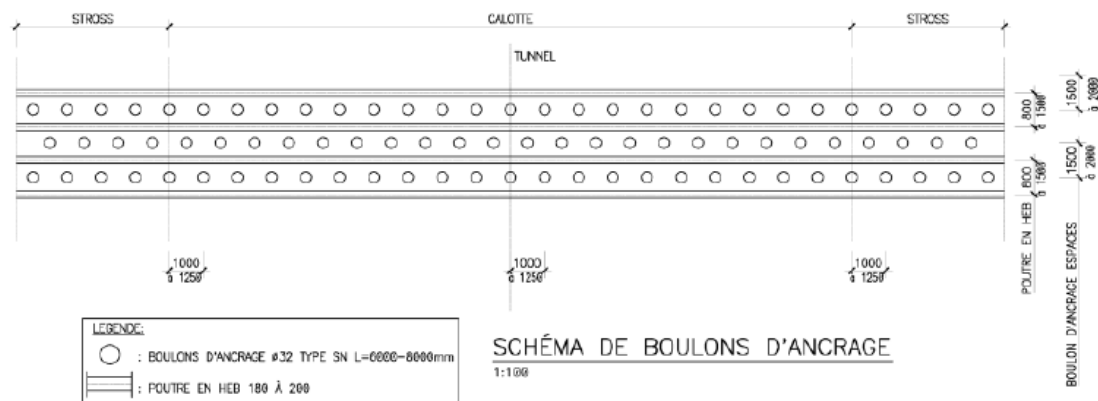 STROSS
CALOTTE
STROSS
TUNNEL
800
à 1500
1500
à 2000
600
à 1500
1500
à 2000
1000
à 1250
1000
à 1250
1000
à 1250
POUTRE EN HEB
BOULON D'ANCRACE ESPACES
LEGENDE:
: BOULONS D'ANCRAGE ø32 TYPE SN L=6000-8000mm
: POUTRE EN HEB 180 À 200
SCHÉMA DE BOULONS D'ANCRAGE
1:100